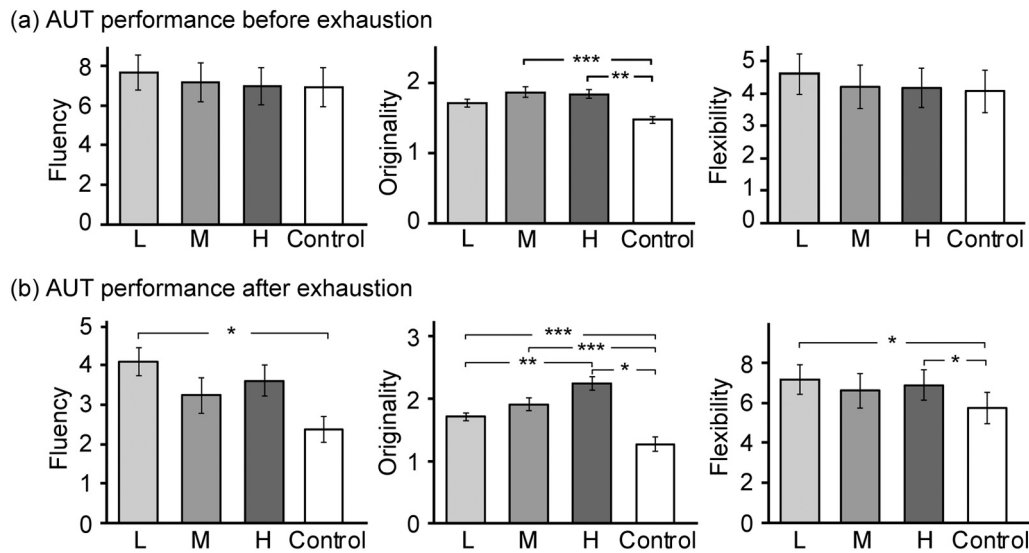 (a) AUT performance before exhaustion
Fluency
8
6
4
2
0
L M H Control
Originality
2
1
0
*** 
**
L M H Control
Flexibility
5
4
3
2
1
0
L M H Control
(b) AUT performance after exhaustion
Fluency
5
4
3
2
1
0
*
L M H Control
Originality
3
2
1
0
***
***
**
*
L M H Control
Flexibility
8
6
4
2
0
*
*
L M H Control